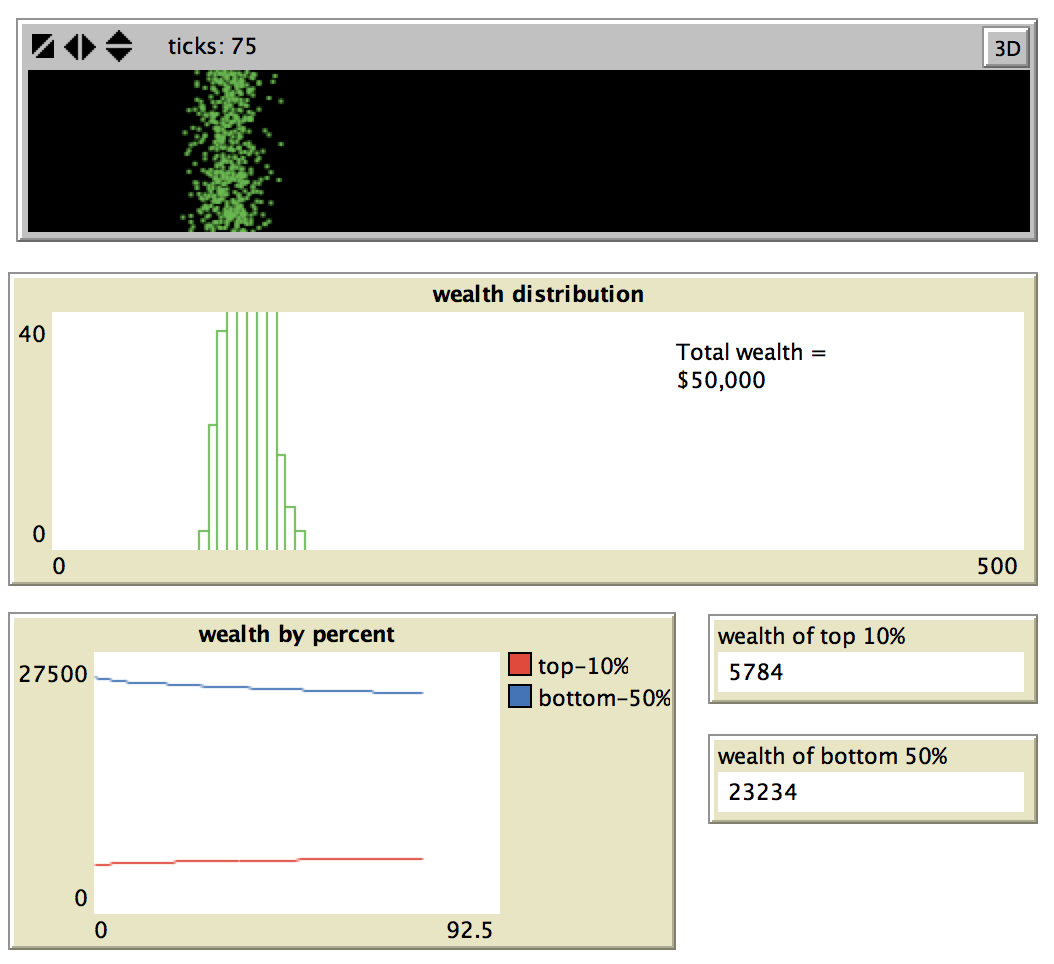 ticks: 75
3D
wealth distribution
40
Total wealth =
$50,000
0
0
500
wealth by percent
27500
top-10%
bottom-50%
0
0
92.5
wealth of top 10%
5784
wealth of bottom 50%
23234